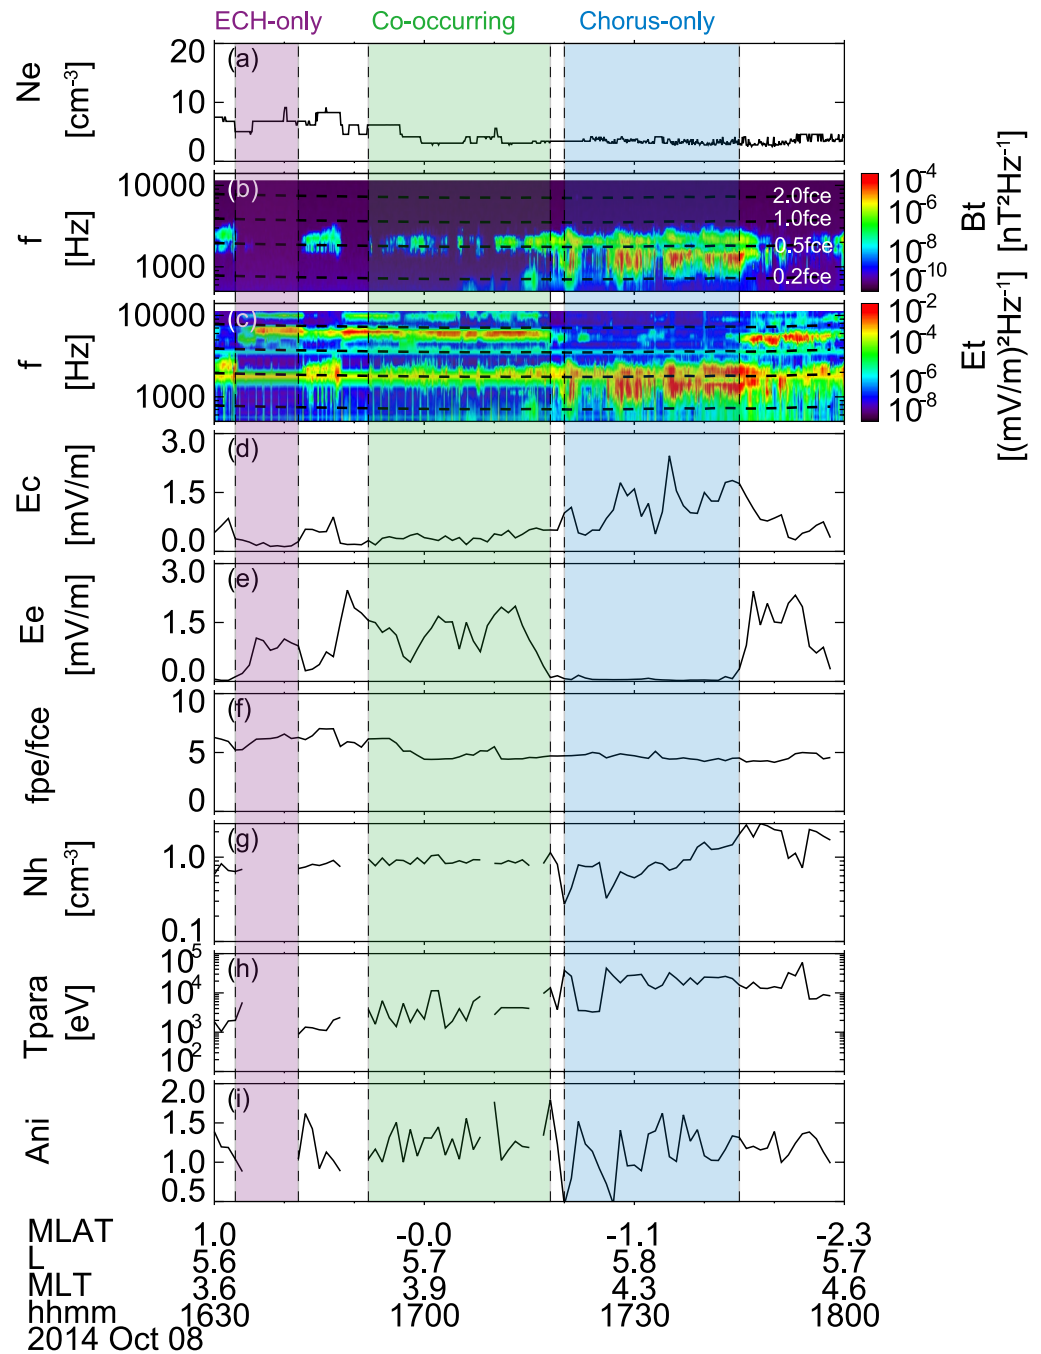 ECH-only Co-occurring Chorus-only
(a)
Ne
[cm⁻³]
20
10
0
(b)
f
[Hz]
10000
1000
2.0fce
1.0fce
0.5fce
0.2fce
10⁻⁴
10⁻⁶
10⁻⁸
10⁻¹⁰
Bt
[nT²Hz⁻¹]
(c)
f
[Hz]
10000
1000
10⁻²
10⁻⁴
10⁻⁶
10⁻⁸
Et
[(mV/m)²Hz⁻¹]
(d)
Ec
[mV/m]
3.0
1.5
0.0
(e)
Ee
[mV/m]
3.0
1.5
0.0
(f)
fpe/fce
10
5
0
(g)
Nh
[cm⁻³]
1.0
0.1
(h)
Tpara
[eV]
10⁵
10⁴
10³
10²
(i)
Ani
2.0
1.5
1.0
0.5
MLAT 1.0 -0.0 -1.1 -2.3
L 5.6 5.7 5.8 5.7
MLT 3.6 3.9 4.3 4.6
hhmm 1630 1700 1730 1800
2014 Oct 08